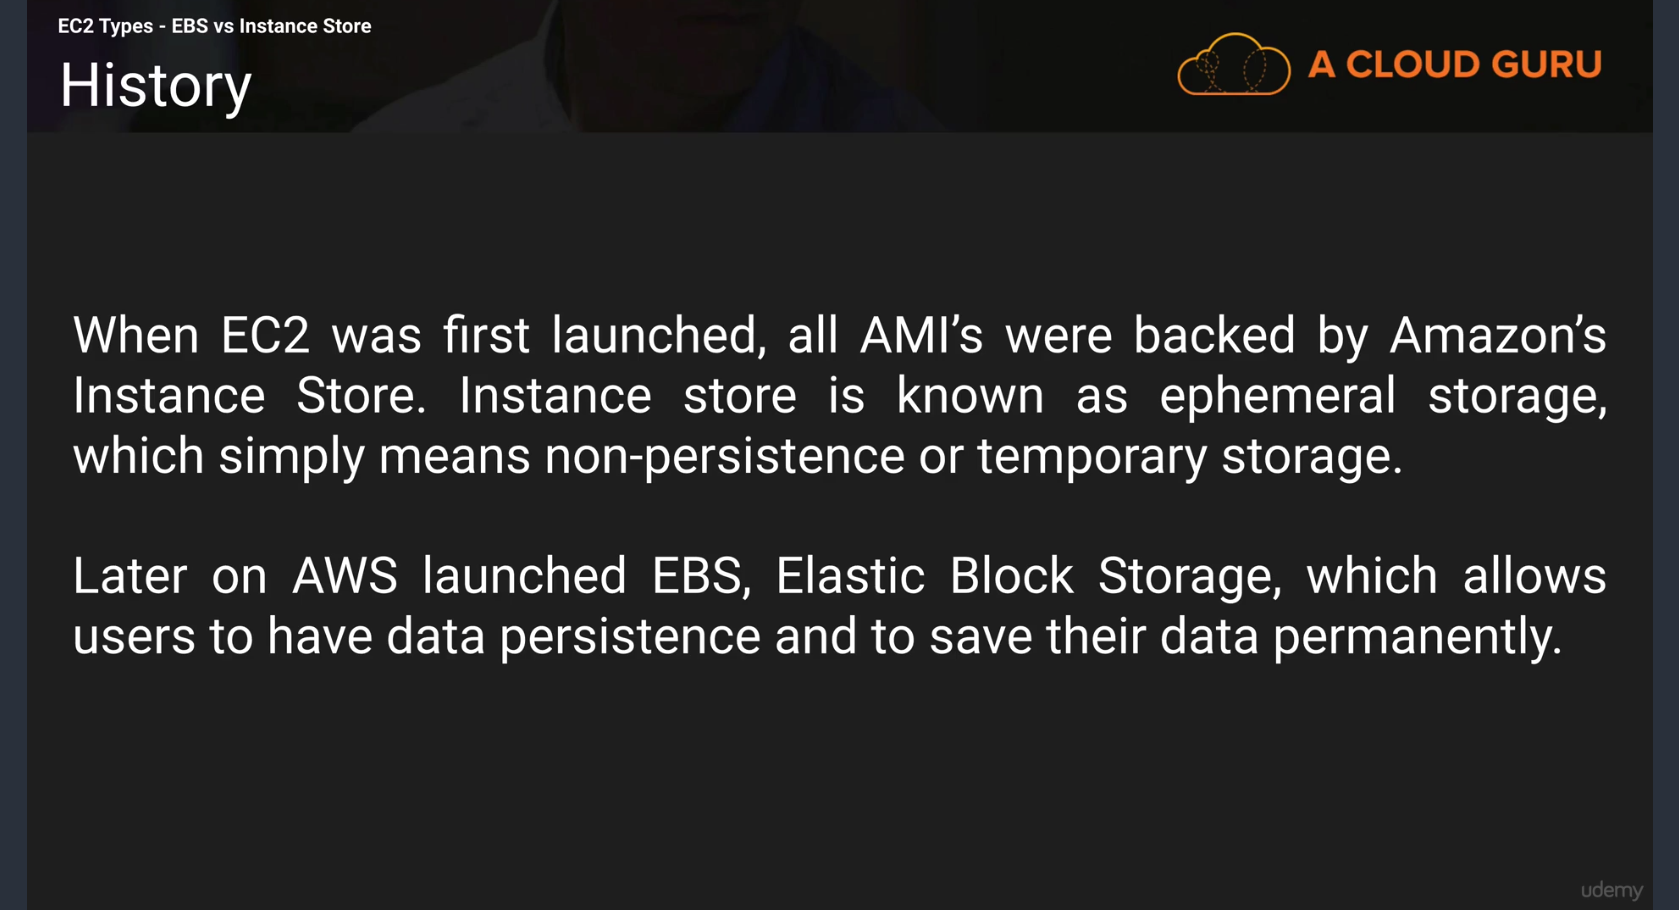 EC2 Types - EBS vs Instance Store
History
A CLOUD GURU
When EC2 was first launched, all AMI’s were backed by Amazon’s
Instance Store. Instance store is known as ephemeral storage,
which simply means non-persistence or temporary storage.
Later on AWS launched EBS, Elastic Block Storage, which allows
users to have data persistence and to save their data permanently.
udemy